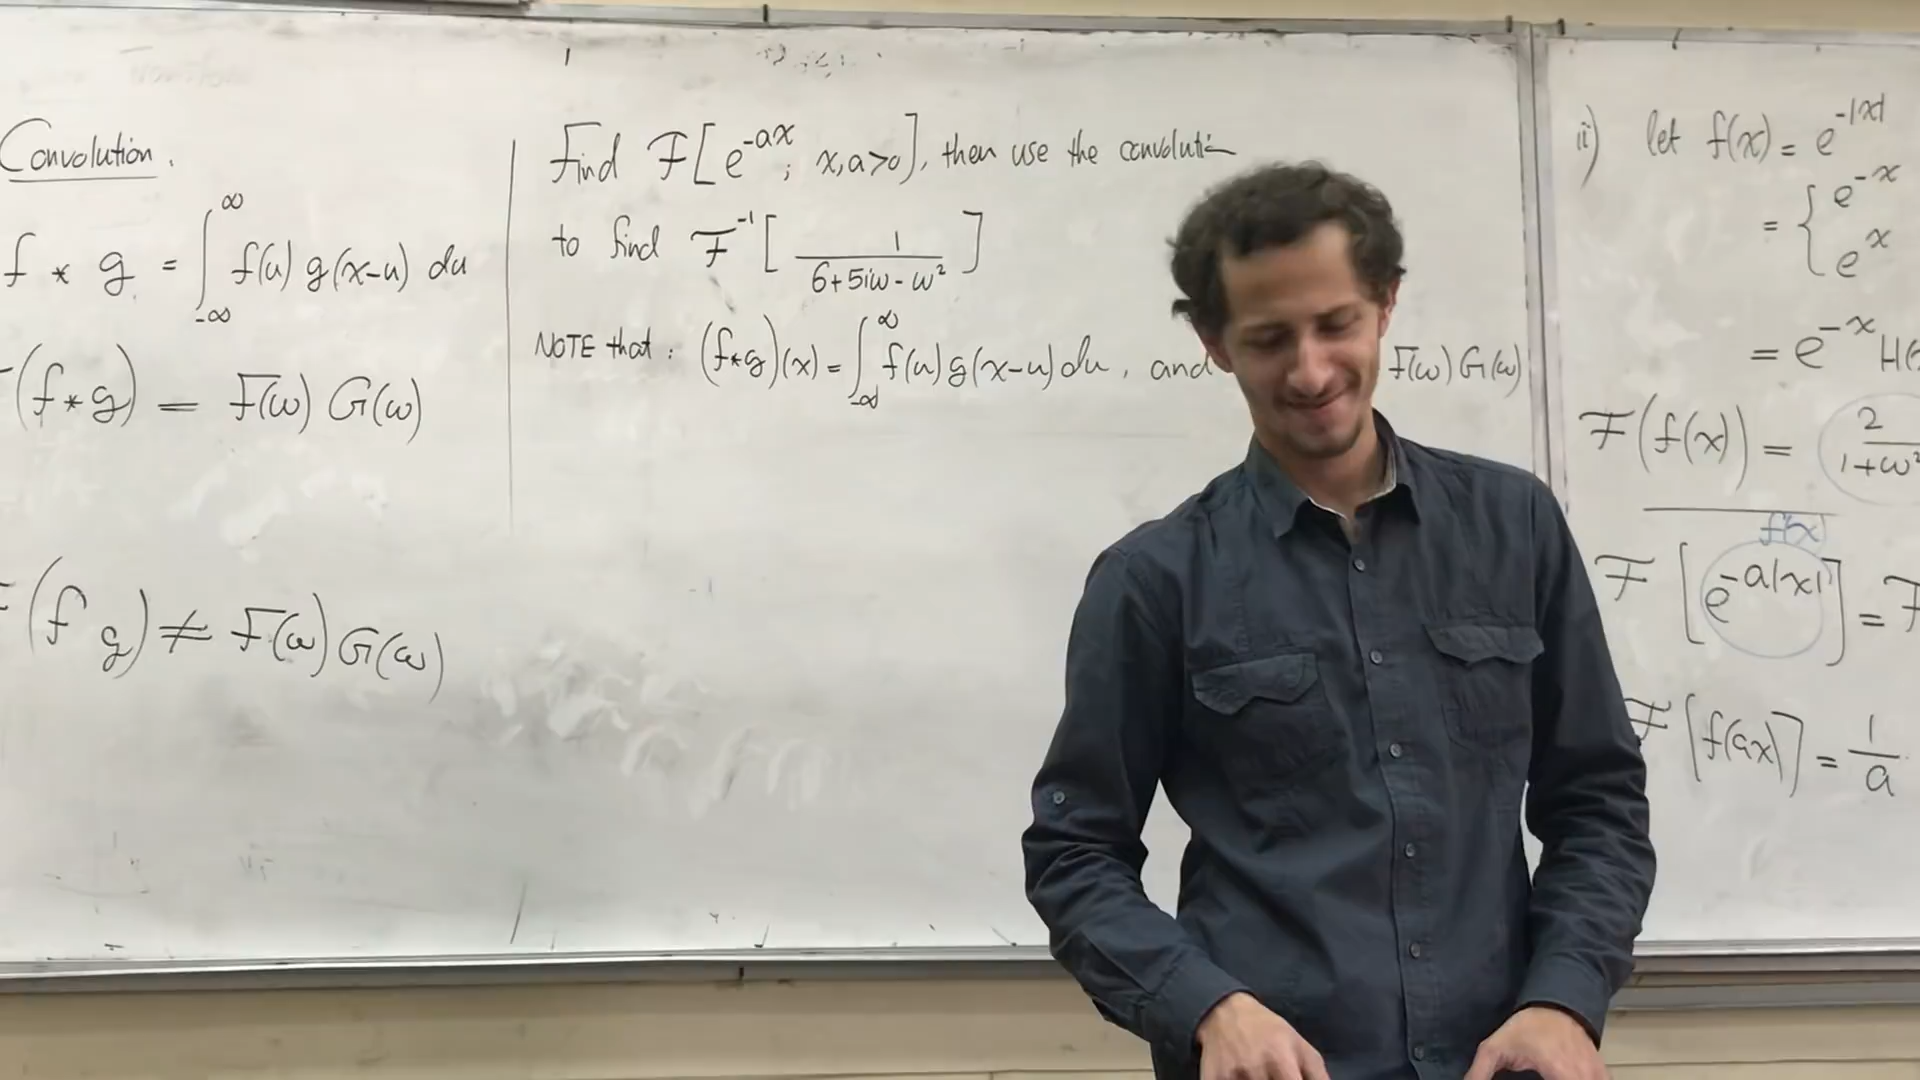 Convolution.
f * g = ∫_{-∞}^{∞} f(u) g(x-u) du
(f*g) = F(ω) G(ω)
(f g) ≠ F(ω) G(ω)
Find F[e^{-ax} ; x,a>0], then use the convoluti
to find F^{-1} [ 1 / (6+5iω-ω²) ]
NOTE that : (f*g)(x) = ∫_{-∞}^{∞} f(u) g(x-u) du , and F(ω) G(ω)
ii) let f(x) = e^{-|x|}
= { e^{-x}
e^{x}
= e^{-x} H(
F(f(x)) = 2 / (1+ω²
f(x)
F [e^{-a|x|}] = F
F [f(ax)] = 1/a